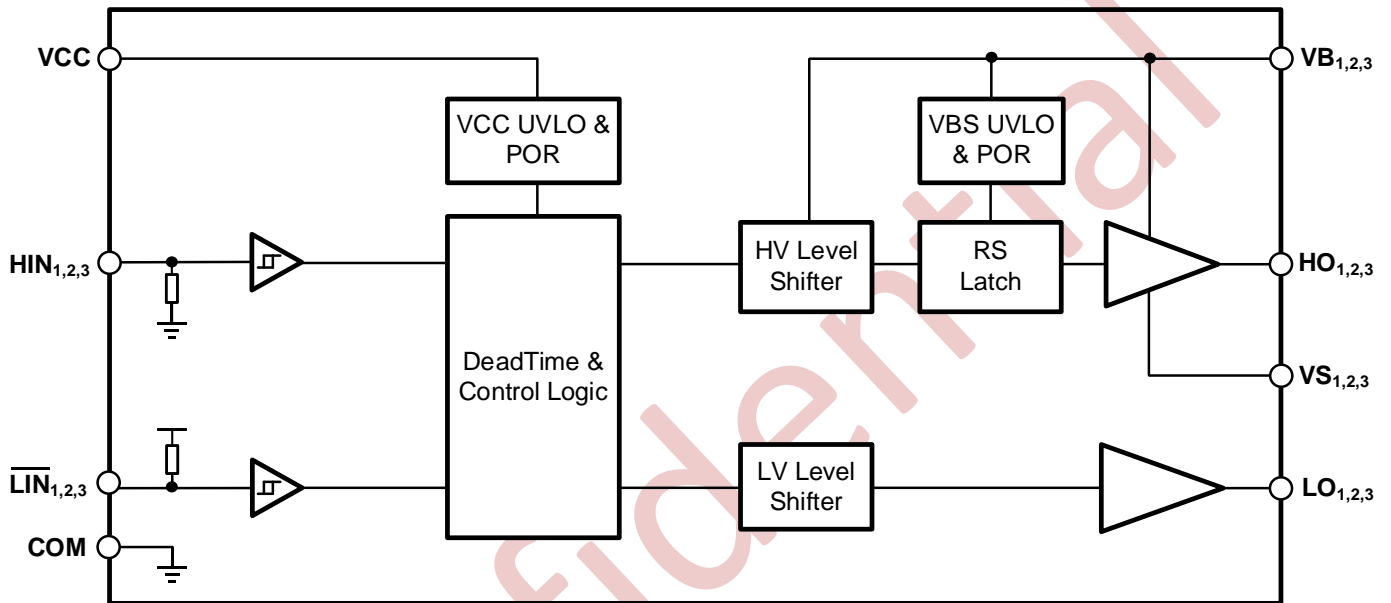 VCC
VB1,2,3
VCC UVLO &
POR
VBS UVLO
& POR
HIN1,2,3
HV Level
Shifter
RS
Latch
HO1,2,3
DeadTime &
Control Logic
VS1,2,3
LIN1,2,3
LV Level
Shifter
LO1,2,3
COM
fidential